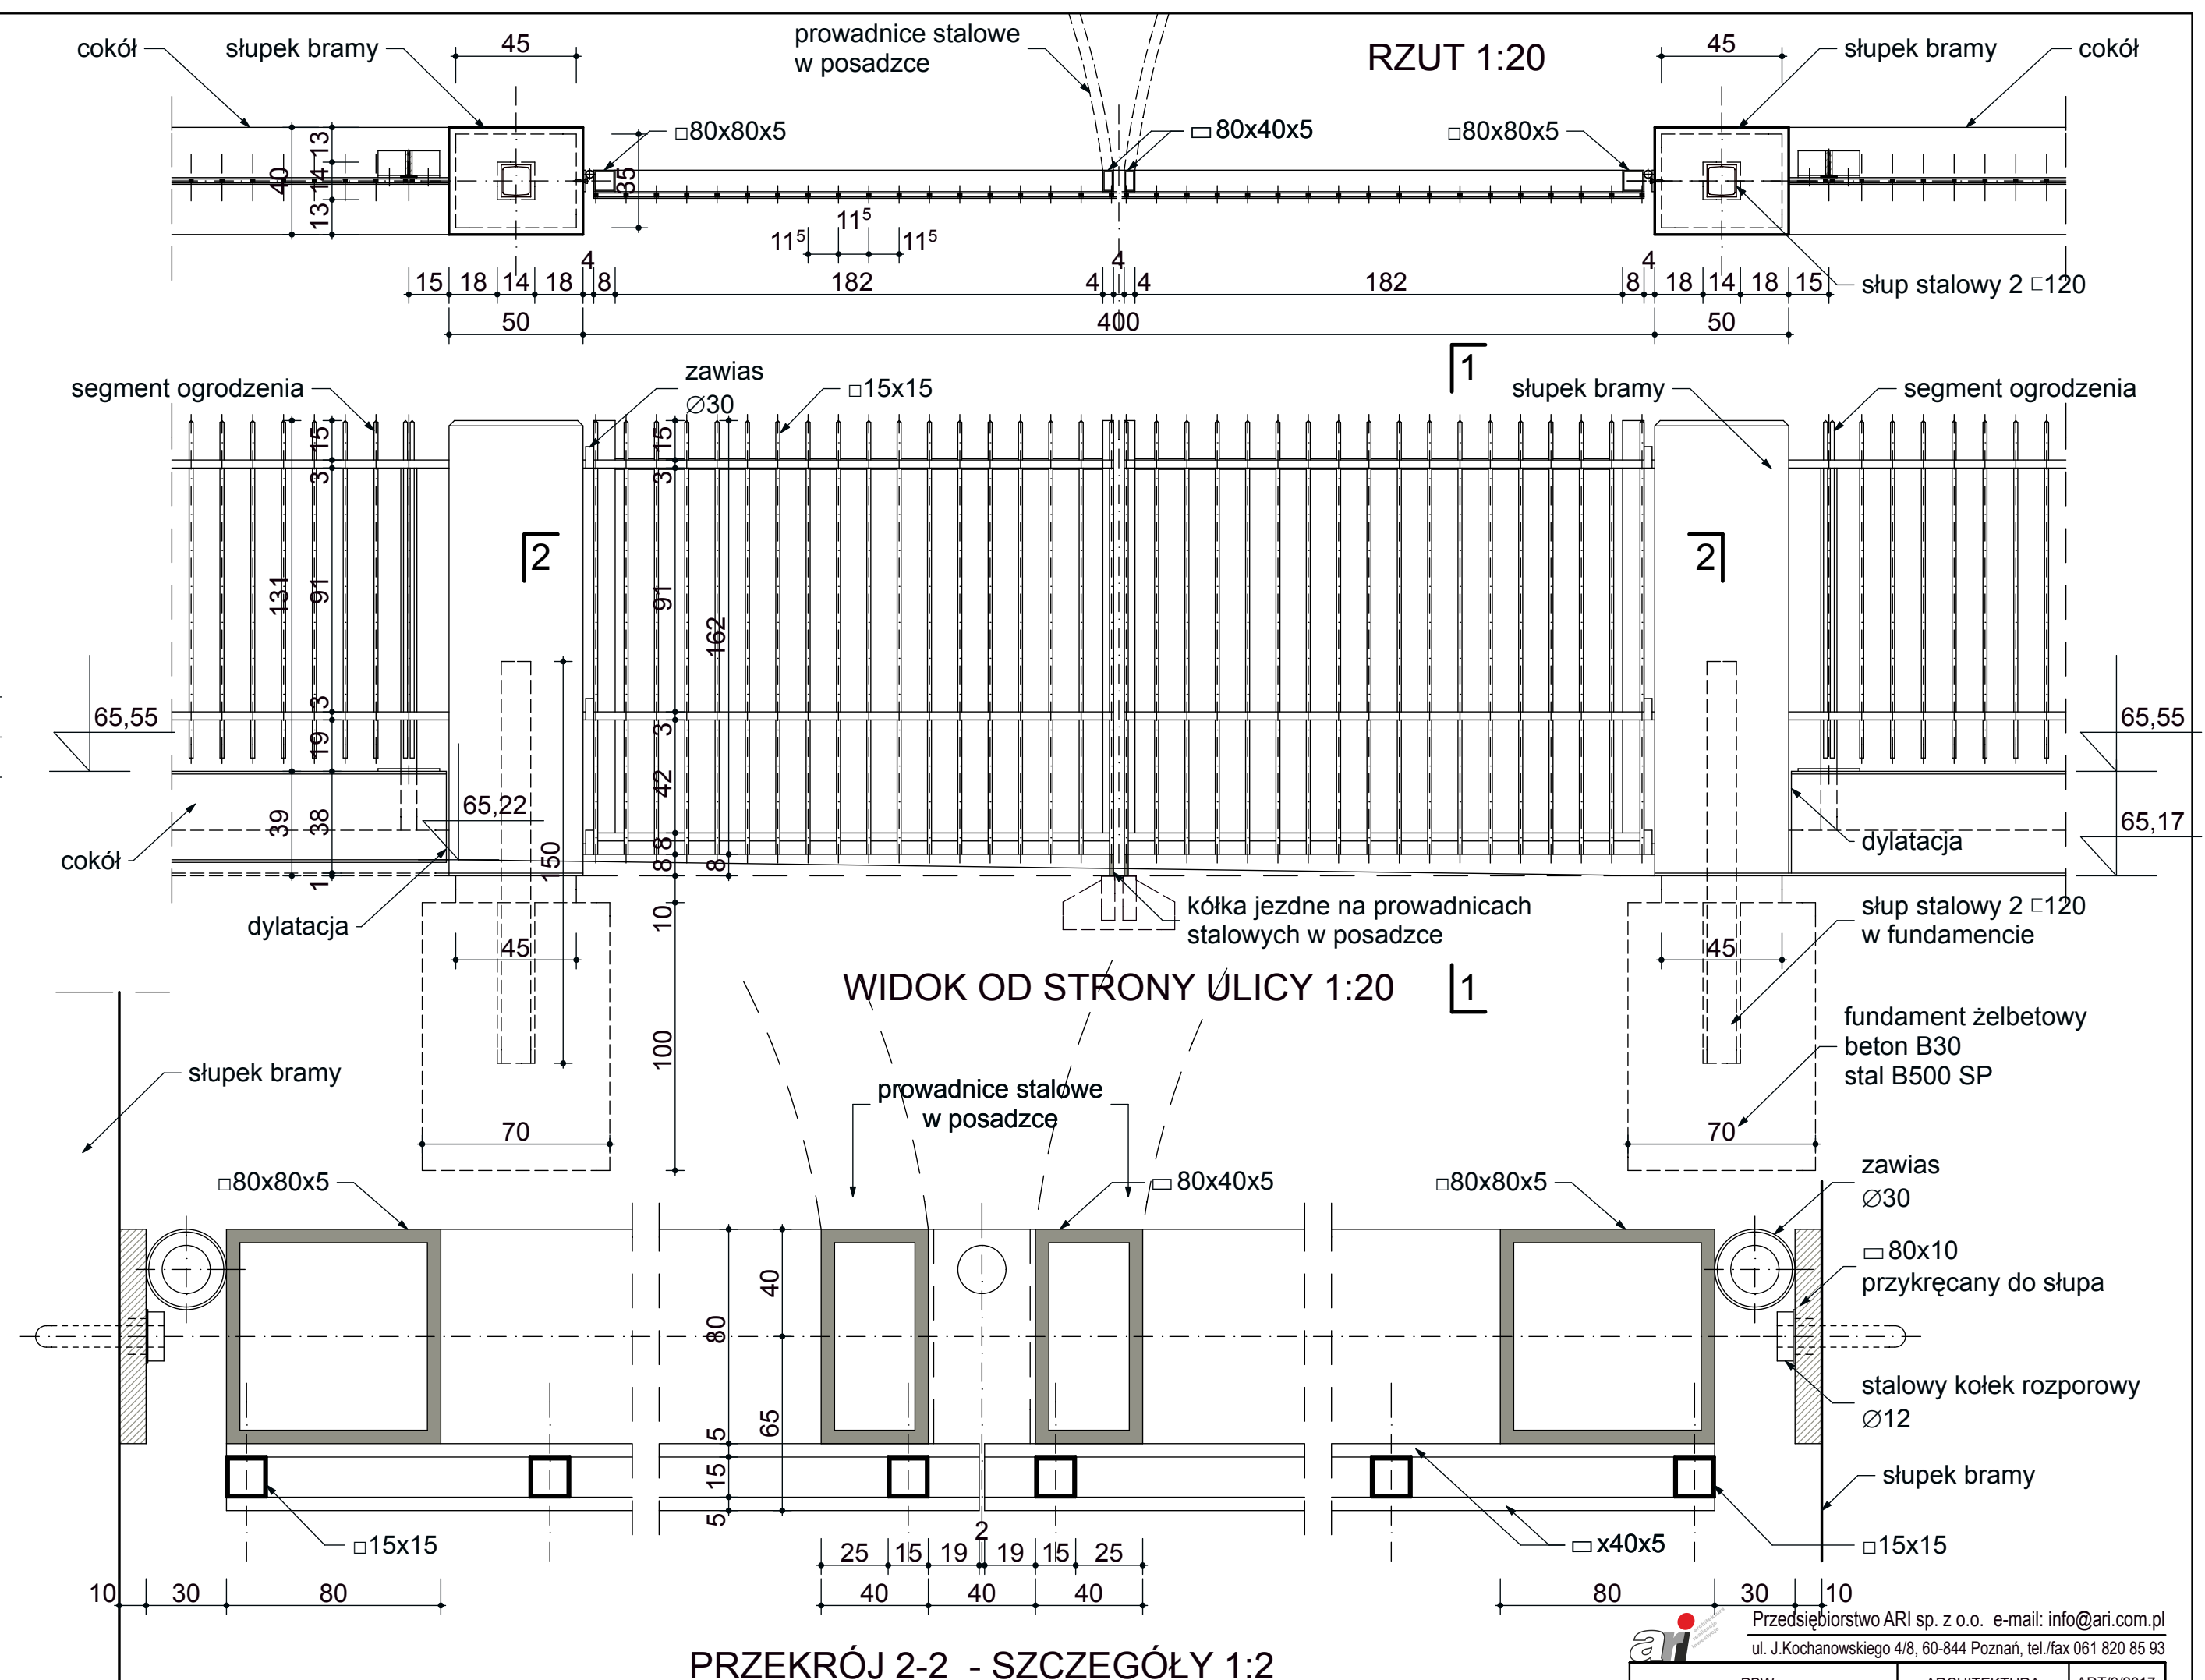 cokół
słupek bramy
45
prowadnice stalowe
w posadzce
RZUT 1:20
45
słupek bramy
cokół
□80x80x5
▭80x40x5
□80x80x5
13
40
14
13
35
11⁵
11⁵
11⁵
15
18
14
18
4
8
182
4
4
4
182
8
4
18
14
18
15
słup stalowy 2 ⊏120
50
400
50
segment ogrodzenia
zawias
∅30
□15x15
1
słupek bramy
segment ogrodzenia
15
3
131
91
3
19
39
38
1
15
3
91
162
3
42
8
8
8
2
2
65,55
65,55
65,22
65,17
150
cokół
dylatacja
dylatacja
10
100
45
kółka jezdne na prowadnicach
stalowych w posadzce
słup stalowy 2 ⊏120
w fundamencie
45
WIDOK OD STRONY ULICY 1:20
1
fundament żelbetowy
beton B30
stal B500 SP
słupek bramy
prowadnice stalowe
w posadzce
70
70
□80x80x5
▭80x40x5
□80x80x5
zawias
∅30
▭80x10
przykręcany do słupa
40
80
65
5
15
5
stalowy kołek rozporowy
∅12
słupek bramy
□15x15
2
▭x40x5
□15x15
25
15
19
19
15
25
10
30
80
40
40
40
80
30
10
PRZEKRÓJ 2-2 - SZCZEGÓŁY 1:2
ari
Przedsiębiorstwo ARI sp. z o.o. e-mail: info@ari.com.pl
ul. J.Kochanowskiego 4/8, 60-844 Poznań, tel./fax 061 820 85 93